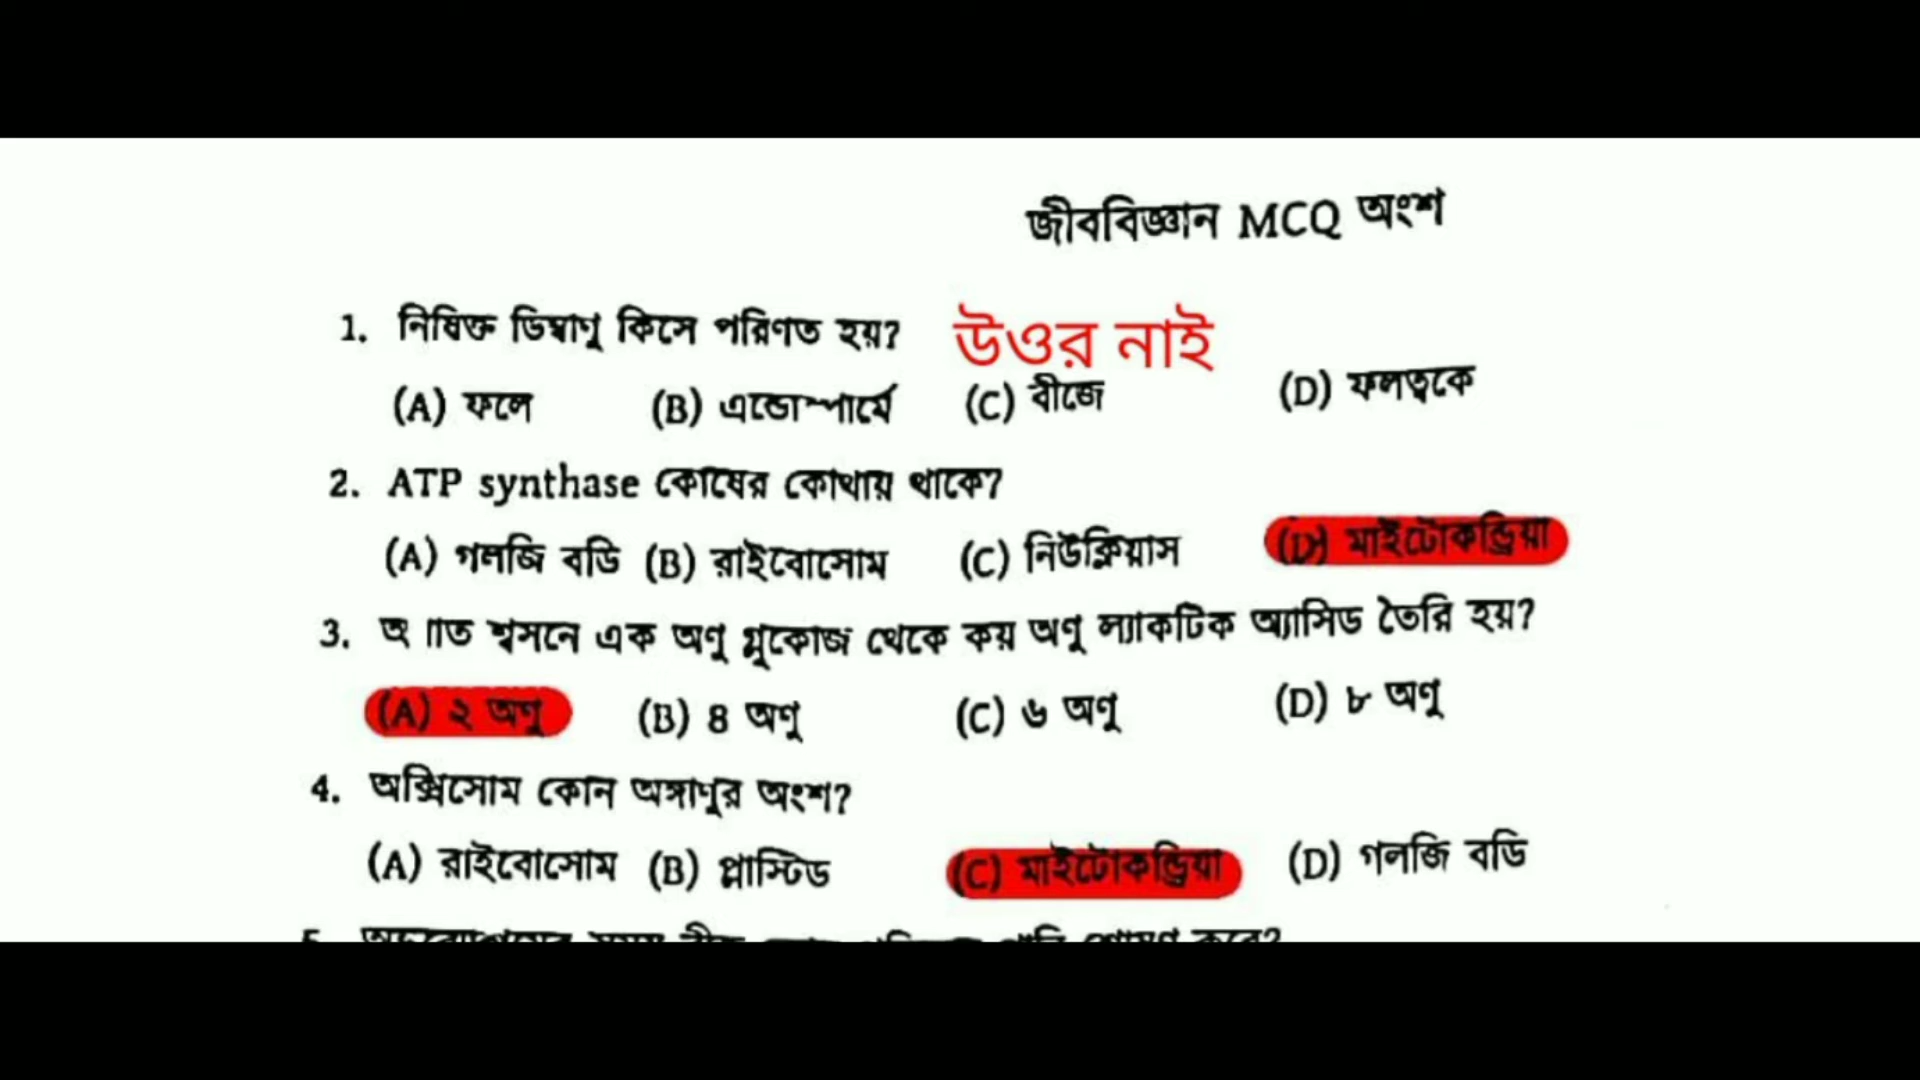 জীববিজ্ঞান MCQ অংশ
1. নিষিক্ত ডিম্বাণু কিসে পরিণত হয়? উওর নাই
(A) ফলে (B) এন্ডোস্পার্মে (C) বীজে (D) ফলত্বকে
2. ATP synthase কোষের কোথায় থাকে?
(A) গলজি বডি (B) রাইবোসোম (C) নিউক্লিয়াস (D) মাইটোকন্ড্রিয়া
3. শ্বসনে এক অণু গ্লুকোজ থেকে কয় অণু ল্যাকটিক অ্যাসিড তৈরি হয়?
(A) ২ অণু (B) 8 অণু (C) ৬ অণু (D) ৮ অণু
4. অক্সিসোম কোন অঙ্গাণুর অংশ?
(A) রাইবোসোম (B) প্লাস্টিড (C) মাইটোকন্ড্রিয়া (D) গলজি বডি